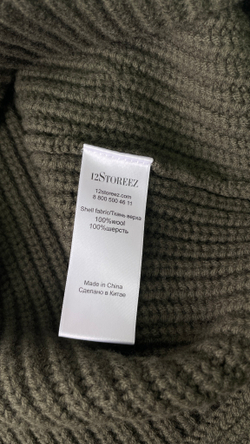 12STOREEZ
12storeez.com
8 800 500 46 11
Shell fabric/Ткань верха
100%wool
100%шерсть
Made in China
Сделано в Китае